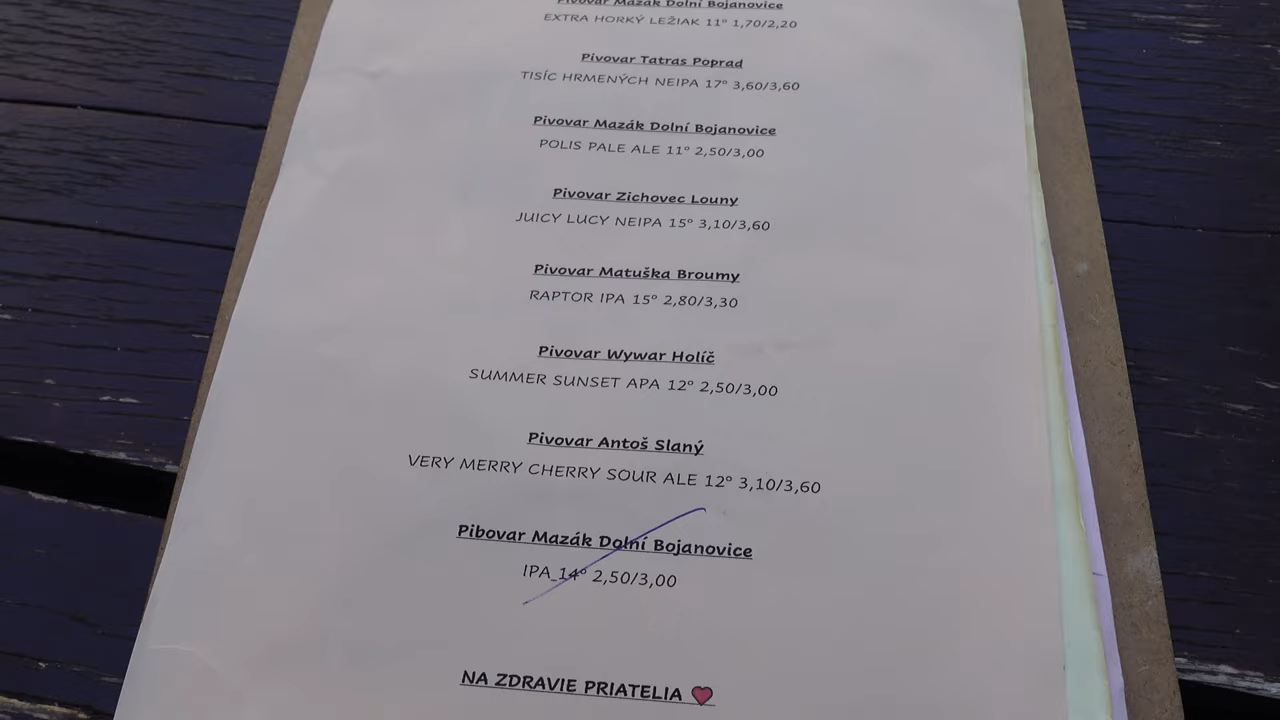 Pivovar Mazák Dolní Bojanovice
EXTRA HORKÝ LEŽIAK 11° 1,70/2,20
Pivovar Tatras Poprad
TISÍC HRMENÝCH NEIPA 17° 3,60/3,60
Pivovar Mazák Dolní Bojanovice
POLIS PALE ALE 11° 2,50/3,00
Pivovar Zichovec Louny
JUICY LUCY NEIPA 15° 3,10/3,60
Pivovar Matuška Broumy
RAPTOR IPA 15° 2,80/3,30
Pivovar Wywar Holíč
SUMMER SUNSET APA 12° 2,50/3,00
Pivovar Antoš Slaný
VERY MERRY CHERRY SOUR ALE 12° 3,10/3,60
Pibovar Mazák Dolní Bojanovice
IPA 14° 2,50/3,00
NA ZDRAVIE PRIATELIA ❤